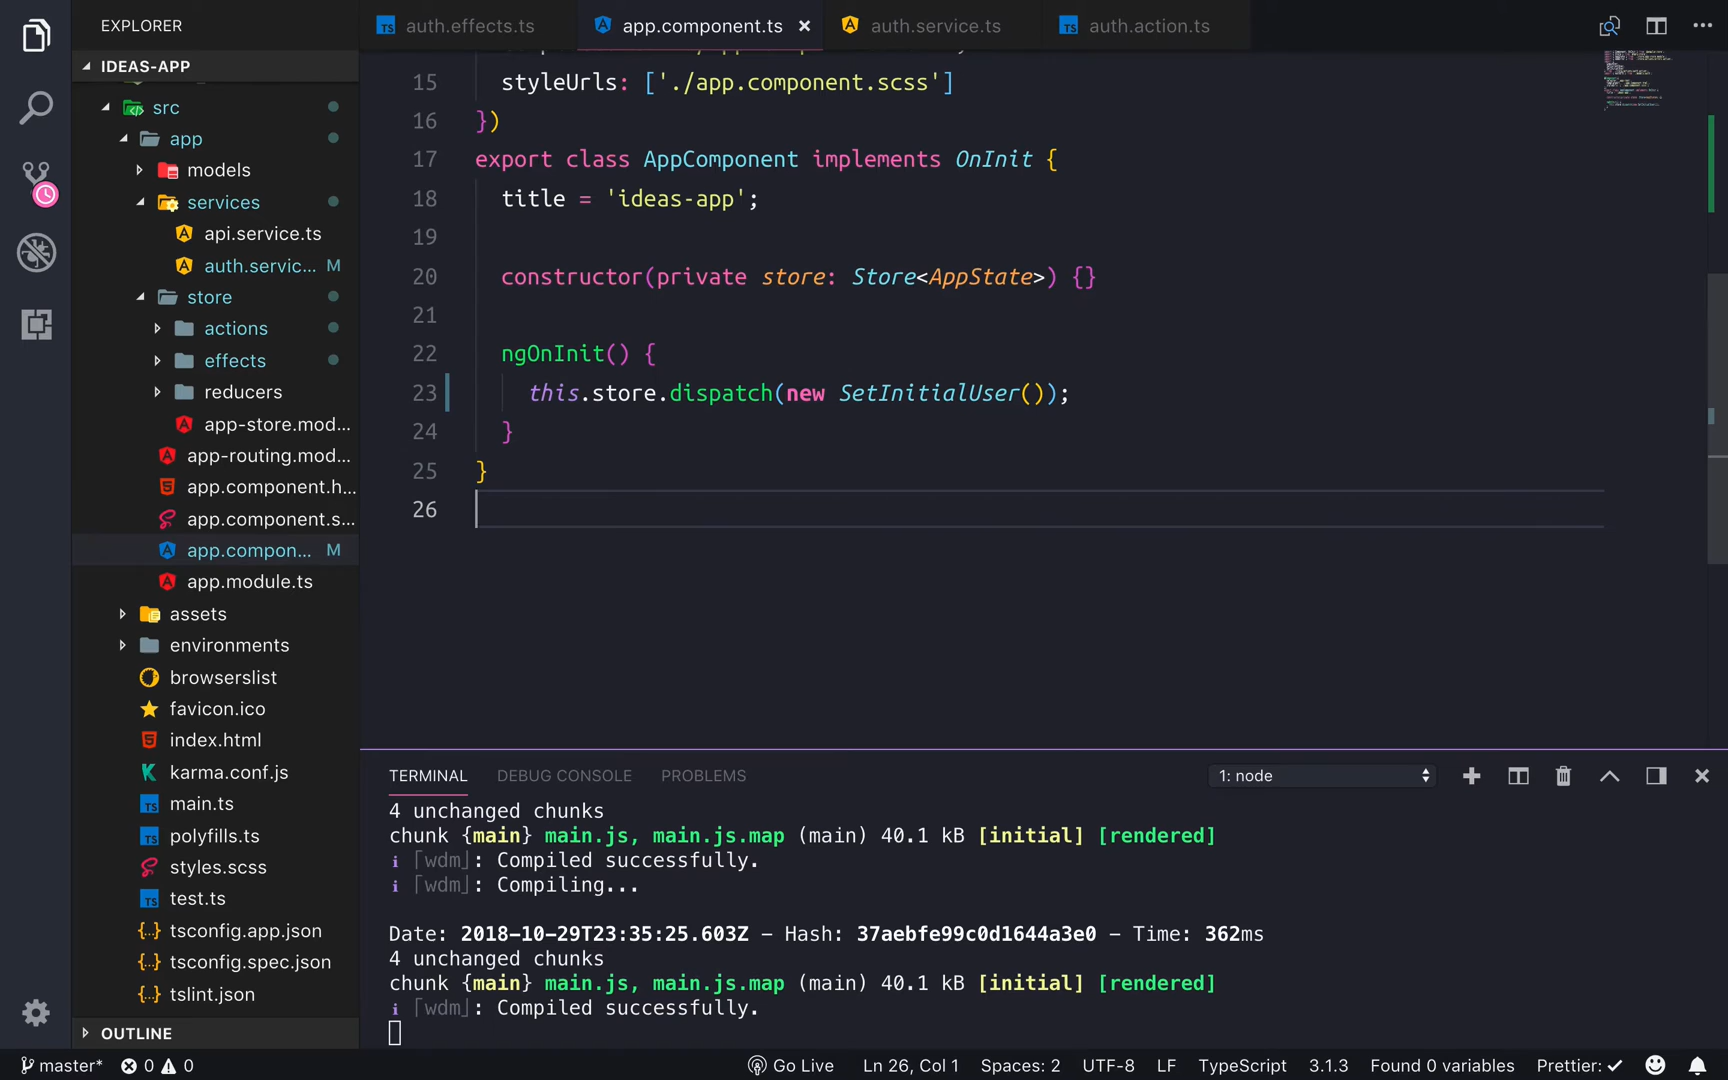 EXPLORER
IDEAS-APP
src
app
models
services
api.service.ts
auth.servic... M
store
actions
effects
reducers
app-store.mod...
app-routing.mod...
app.component.h...
app.component.s...
app.compon... M
app.module.ts
assets
environments
browserslist
favicon.ico
index.html
karma.conf.js
main.ts
polyfills.ts
styles.scss
test.ts
tsconfig.app.json
tsconfig.spec.json
tslint.json
OUTLINE
auth.effects.ts app.component.ts × auth.service.ts auth.action.ts
15 styleUrls: ['./app.component.scss']
16 })
17 export class AppComponent implements OnInit {
18 title = 'ideas-app';
19
20 constructor(private store: Store<AppState>) {}
21
22 ngOnInit() {
23 this.store.dispatch(new SetInitialUser());
24 }
25 }
26
TERMINAL DEBUG CONSOLE PROBLEMS 1: node
4 unchanged chunks
chunk {main} main.js, main.js.map (main) 40.1 kB [initial] [rendered]
i ｢wdm｣: Compiled successfully.
i ｢wdm｣: Compiling...
Date: 2018-10-29T23:35:25.603Z - Hash: 37aebfe99c0d1644a3e0 - Time: 362ms
4 unchanged chunks
chunk {main} main.js, main.js.map (main) 40.1 kB [initial] [rendered]
i ｢wdm｣: Compiled successfully.
master* 0 0 Go Live Ln 26, Col 1 Spaces: 2 UTF-8 LF TypeScript 3.1.3 Found 0 variables Prettier: ✓